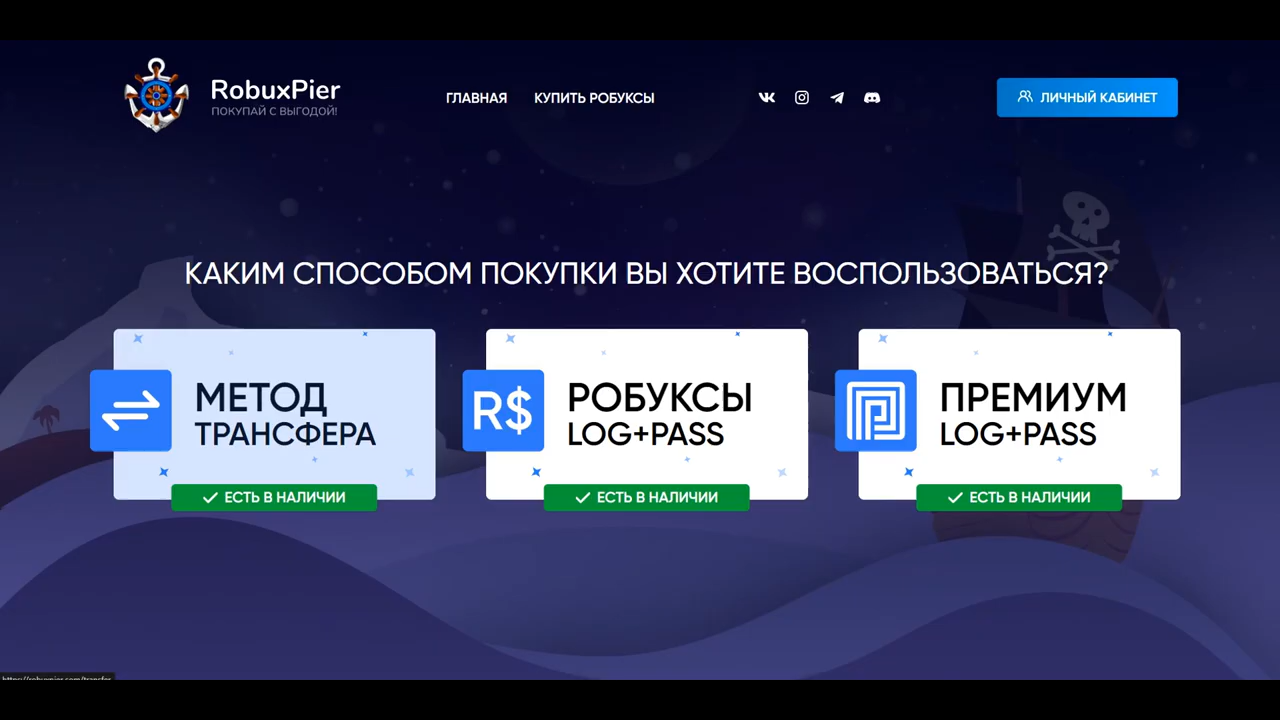 RobuxPier
ПОКУПАЙ С ВЫГОДОЙ!
ГЛАВНАЯ
КУПИТЬ РОБУКСЫ
ЛИЧНЫЙ КАБИНЕТ
КАКИМ СПОСОБОМ ПОКУПКИ ВЫ ХОТИТЕ ВОСПОЛЬЗОВАТЬСЯ?
МЕТОД
ТРАНСФЕРА
ЕСТЬ В НАЛИЧИИ
R$
РОБУКСЫ
LOG+PASS
ЕСТЬ В НАЛИЧИИ
ПРЕМИУМ
LOG+PASS
ЕСТЬ В НАЛИЧИИ